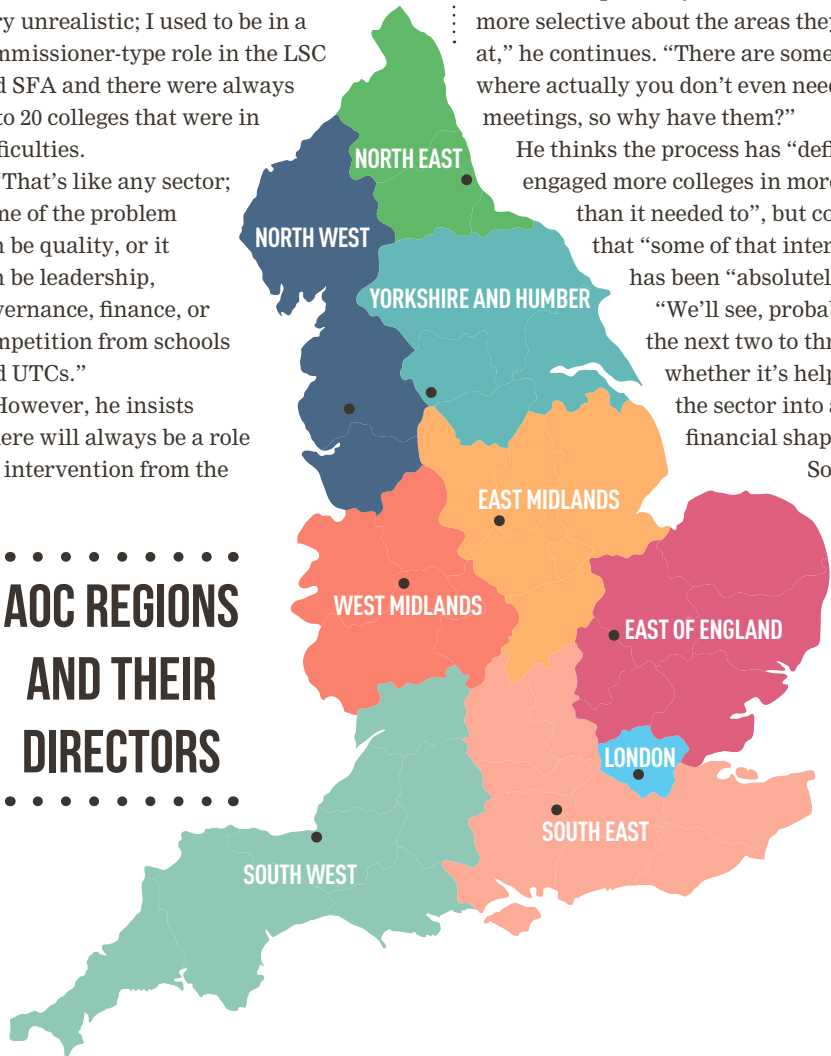 ry unrealistic; I used to be in a
mmissioner-type role in the LSC
d SFA and there were always
to 20 colleges that were in
ficulties.
“That’s like any sector;
me of the problem
n be quality, or it
n be leadership,
vernance, finance, or
mpetition from schools
d UTCs.”
However, he insists
here will always be a role
intervention from the
more selective about the areas they
at,” he continues. “There are some
where actually you don’t even need
meetings, so why have them?”
He thinks the process has “defi
engaged more colleges in more
than it needed to”, but co
that “some of that inter
has been “absolutel
“We’ll see, probab
the next two to thr
whether it’s help
the sector into a
financial shap
So
AOC REGIONS
AND THEIR
DIRECTORS
NORTH EAST
NORTH WEST
YORKSHIRE AND HUMBER
EAST MIDLANDS
WEST MIDLANDS
EAST OF ENGLAND
LONDON
SOUTH EAST
SOUTH WEST